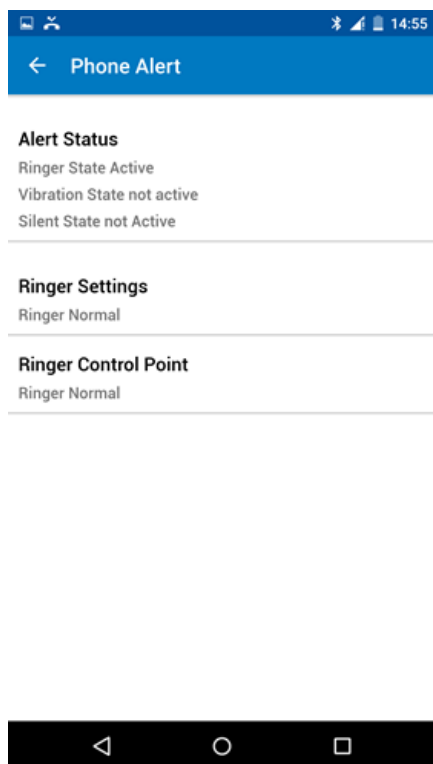 14:55
Phone Alert
Alert Status
Ringer State Active
Vibration State not active
Silent State not Active
Ringer Settings
Ringer Normal
Ringer Control Point
Ringer Normal